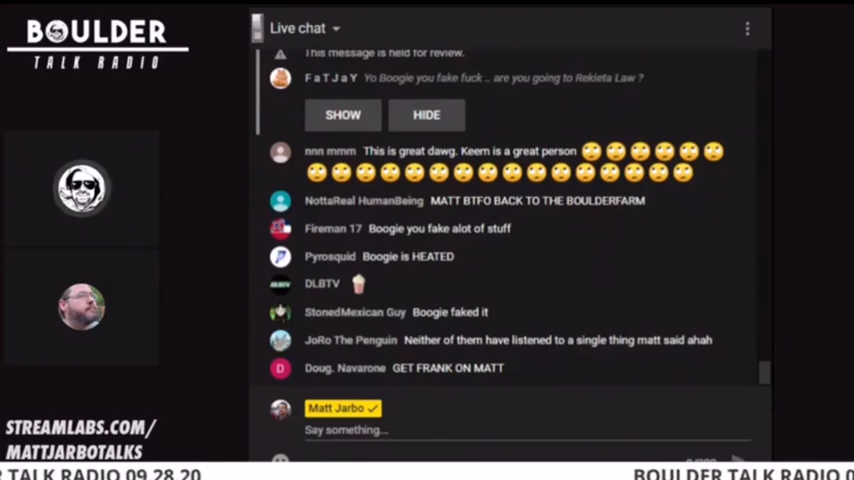 BOULDER
TALK RADIO
Live chat
This message is held for review.
FaTJaY Yo Boogie you fake fuck .. are you going to Rekieta Law ?
SHOW HIDE
nnn mmm This is great dawg. Keem is a great person
NottaReal HumanBeing MATT BTFO BACK TO THE BOULDERFARM
Fireman 17 Boogie you fake alot of stuff
Pyrosquid Boogie is HEATED
DLBTV
StonedMexican Guy Boogie faked it
JoRo The Penguin Neither of them have listened to a single thing matt said ahah
D Doug. Navarone GET FRANK ON MATT
Matt Jarbo
Say something...
STREAMLABS.COM/
MATTJARBOTALKS
R TALK RADIO 09.28.20 BOULDER TALK RADIO 0